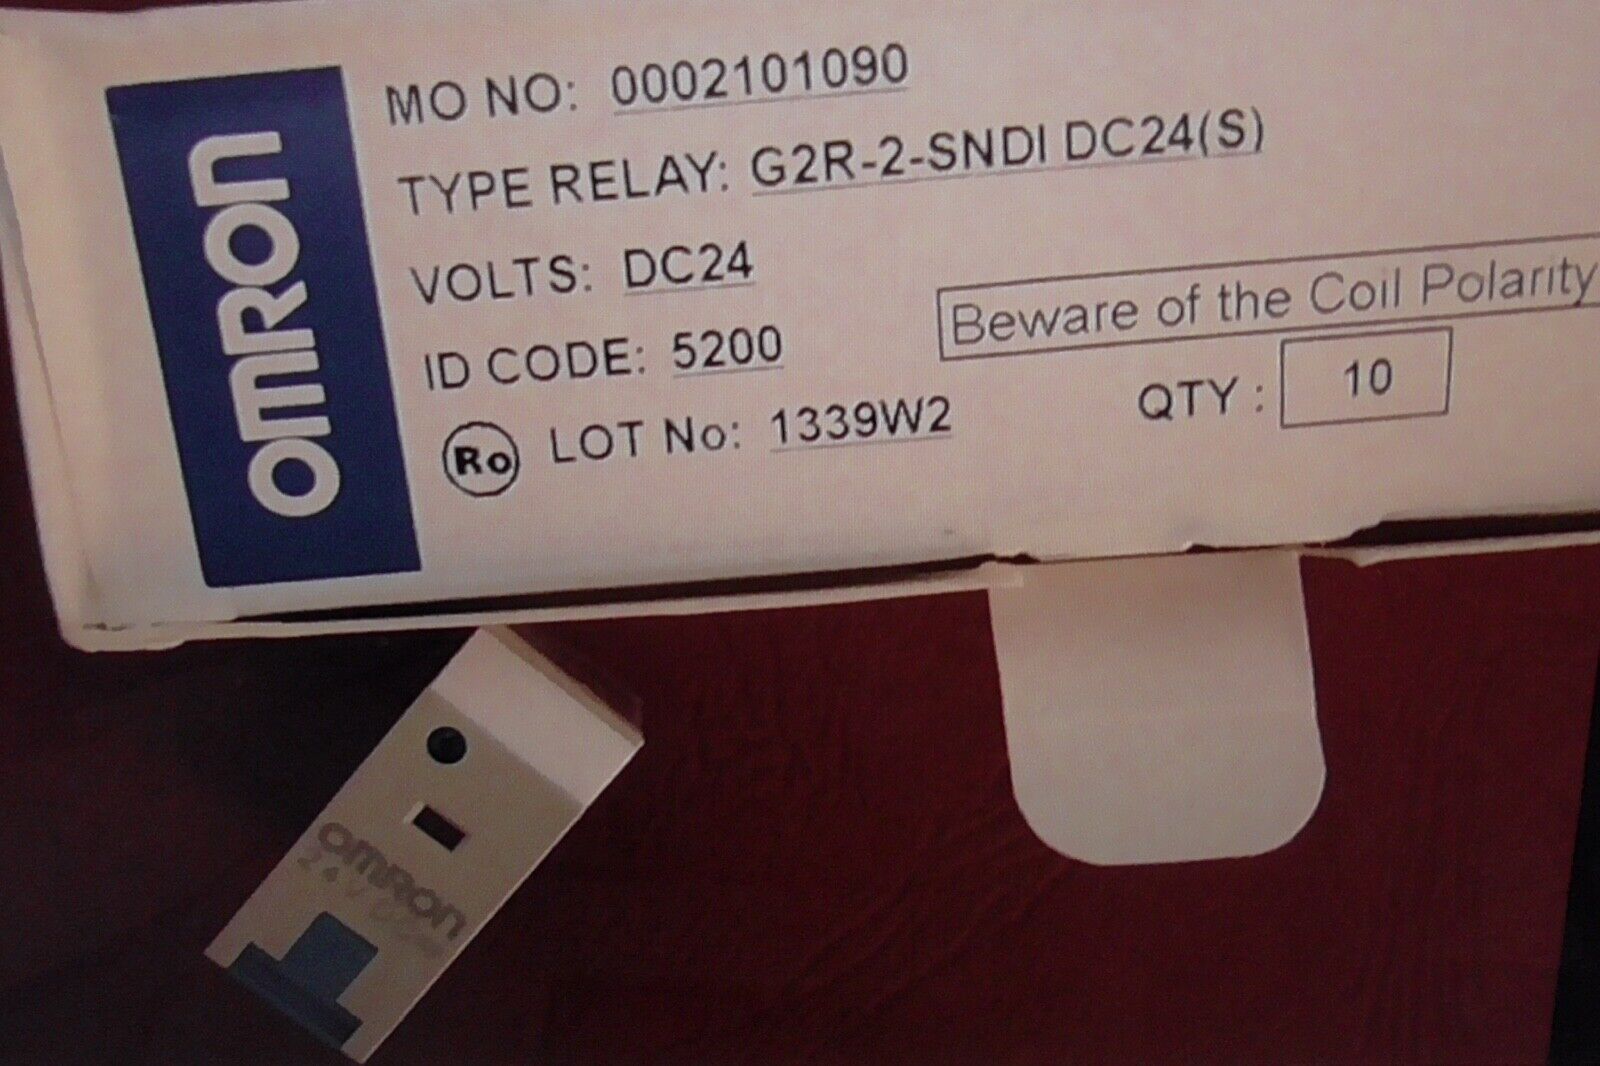 OMRON
MO NO: 0002101090
TYPE RELAY: G2R-2-SNDI DC24(S)
VOLTS: DC24
ID CODE: 5200
Beware of the Coil Polarity
Ro LOT No: 1339W2
QTY : 10
OMRON